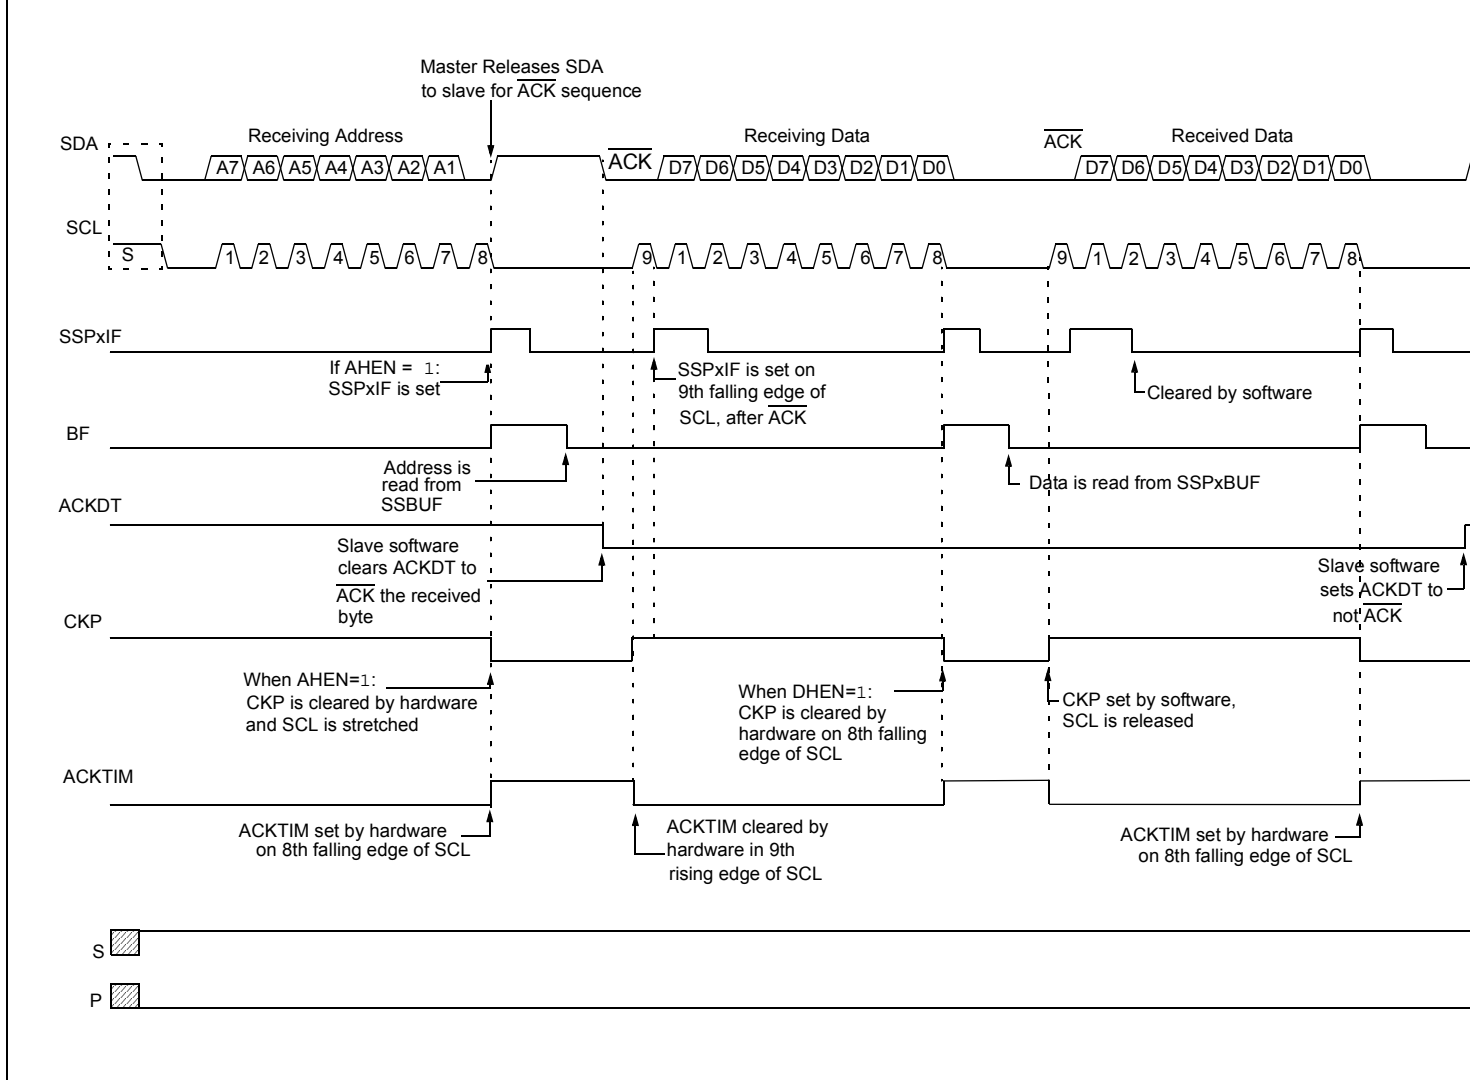 Master Releases SDA
to slave for ACK sequence
SDA
Receiving Address
Receiving Data
ACK
Received Data
A7 A6 A5 A4 A3 A2 A1
ACK
D7 D6 D5 D4 D3 D2 D1 D0
D7 D6 D5 D4 D3 D2 D1 D0
SCL
S
1 2 3 4 5 6 7 8
9 1 2 3 4 5 6 7 8
9 1 2 3 4 5 6 7 8
SSPxIF
If AHEN = 1:
SSPxIF is set
SSPxIF is set on
9th falling edge of
SCL, after ACK
Cleared by software
BF
Address is
read from
SSBUF
Data is read from SSPxBUF
ACKDT
Slave software
clears ACKDT to
ACK the received
byte
Slave software
sets ACKDT to
not ACK
CKP
When AHEN=1:
CKP is cleared by hardware
and SCL is stretched
When DHEN=1:
CKP is cleared by
hardware on 8th falling
edge of SCL
CKP set by software,
SCL is released
ACKTIM
ACKTIM set by hardware
on 8th falling edge of SCL
ACKTIM cleared by
hardware in 9th
rising edge of SCL
ACKTIM set by hardware
on 8th falling edge of SCL
S
P